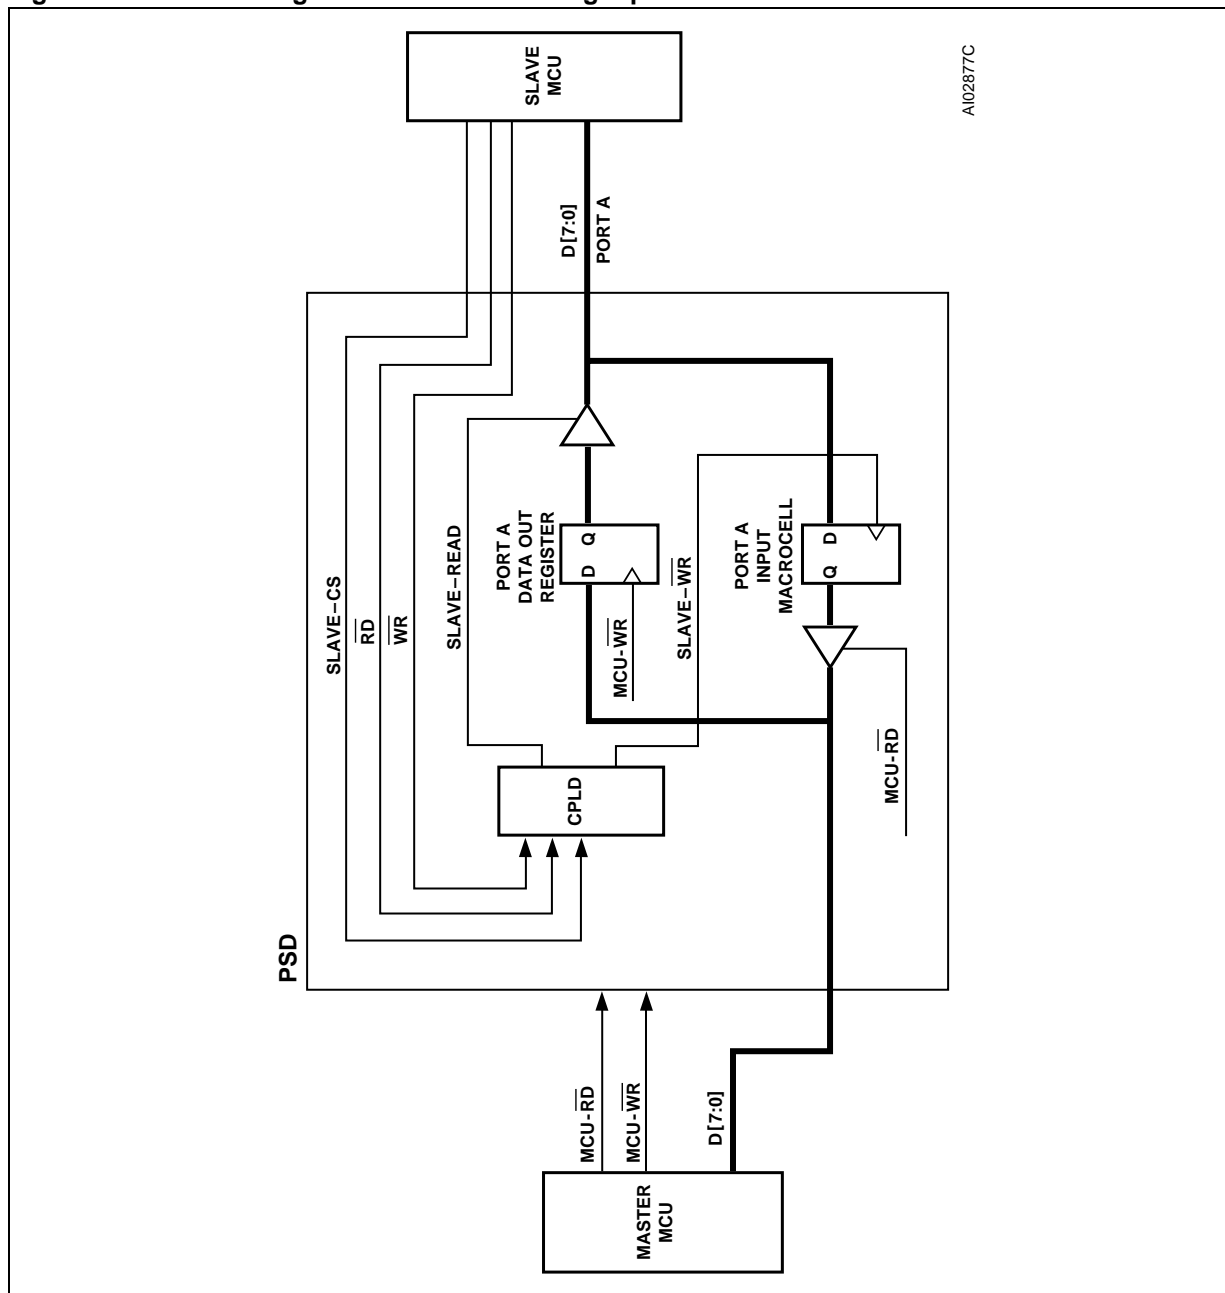 SLAVE
MCU
AI02877C
D[7:0]
PORT A
SLAVE–CS
RD
WR
SLAVE–READ
PORT A
DATA OUT
REGISTER
D Q
MCU-WR
SLAVE–WR
PORT A
INPUT
MACROCELL
Q D
MCU-RD
CPLD
PSD
MCU-RD
MCU-WR
D[7:0]
MASTER
MCU